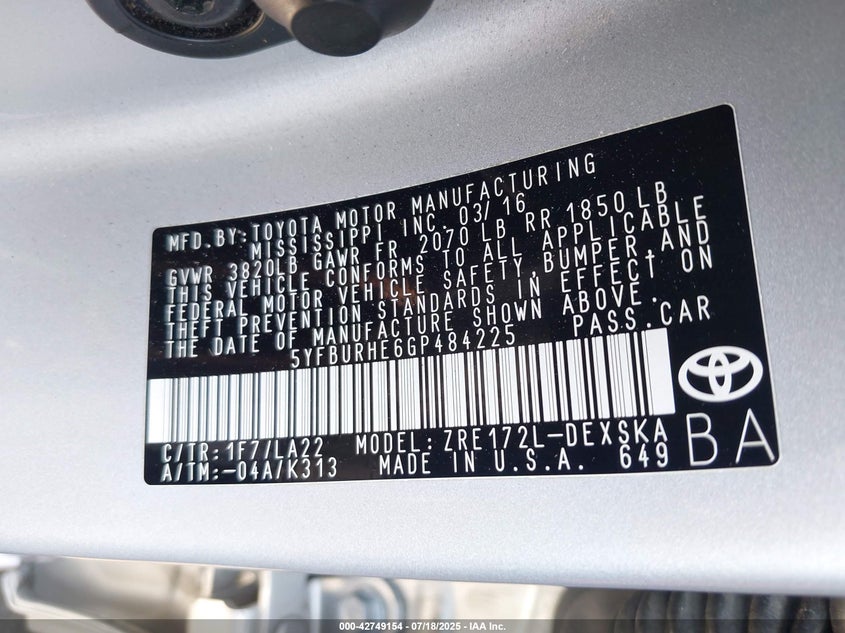 MFD. BY: TOYOTA MOTOR MANUFACTURING
MISSISSIPPI INC. 03/16
GVWR 3820LB GAWR FR 2070 LB RR 1850 LB
THIS VEHICLE CONFORMS TO ALL APPLICABLE
FEDERAL MOTOR VEHICLE SAFETY, BUMPER, AND
THEFT PREVENTION STANDARDS IN EFFECT ON
THE DATE OF MANUFACTURE SHOWN ABOVE.
5YFBURHE6GP484225 PASS.CAR
C/TR: 1F7/LA22 MODEL: ZRE172L-DEXSKA
A/TM: -04A/K313 MADE IN U.S.A. 649
BA
000-42749154 - 07/18/2025 - IAA Inc.